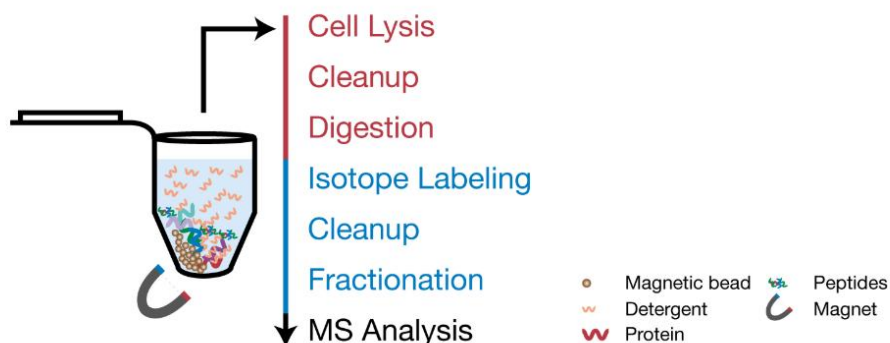 Cell Lysis
Cleanup
Digestion
Isotope Labeling
Cleanup
Fractionation
MS Analysis
Magnetic bead
Detergent
Protein
Peptides
Magnet